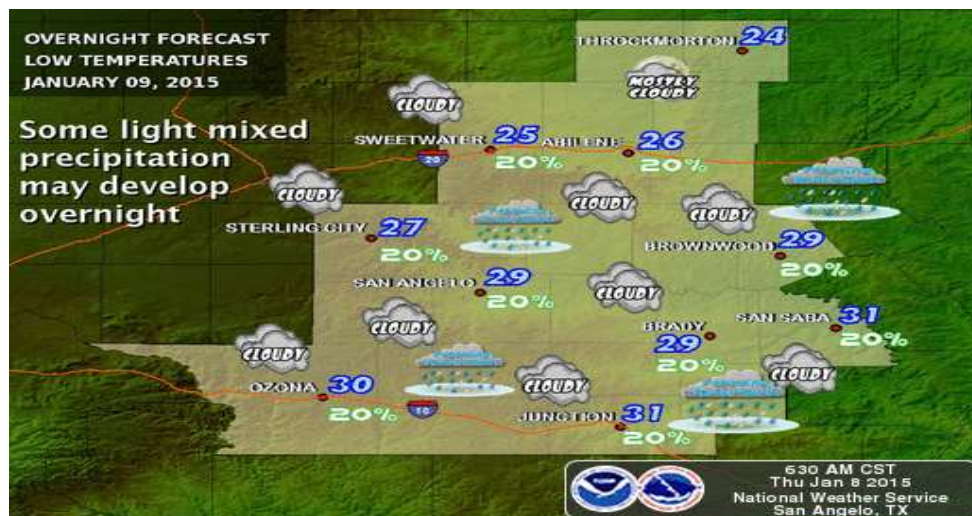 OVERNIGHT FORECAST
LOW TEMPERATURES
JANUARY 09, 2015
Some light mixed
precipitation
may develop
overnight
THROCKMORTON 24
MOSTLY
CLOUDY
CLOUDY
SWEETWATER 25
20%
ABILENE 26
20%
20
CLOUDY
CLOUDY
CLOUDY
STERLING CITY 27
20%
BROWNWOOD 29
20%
SAN ANGELO 29
20%
CLOUDY
CLOUDY
BRADY
29
20%
SAN SABA 31
20%
CLOUDY
CLOUDY
CLOUDY
OZONA 30
20%
10
JUNCTION 31
20%
630 AM CST
Thu Jan 8 2015
National Weather Service
San Angelo, TX